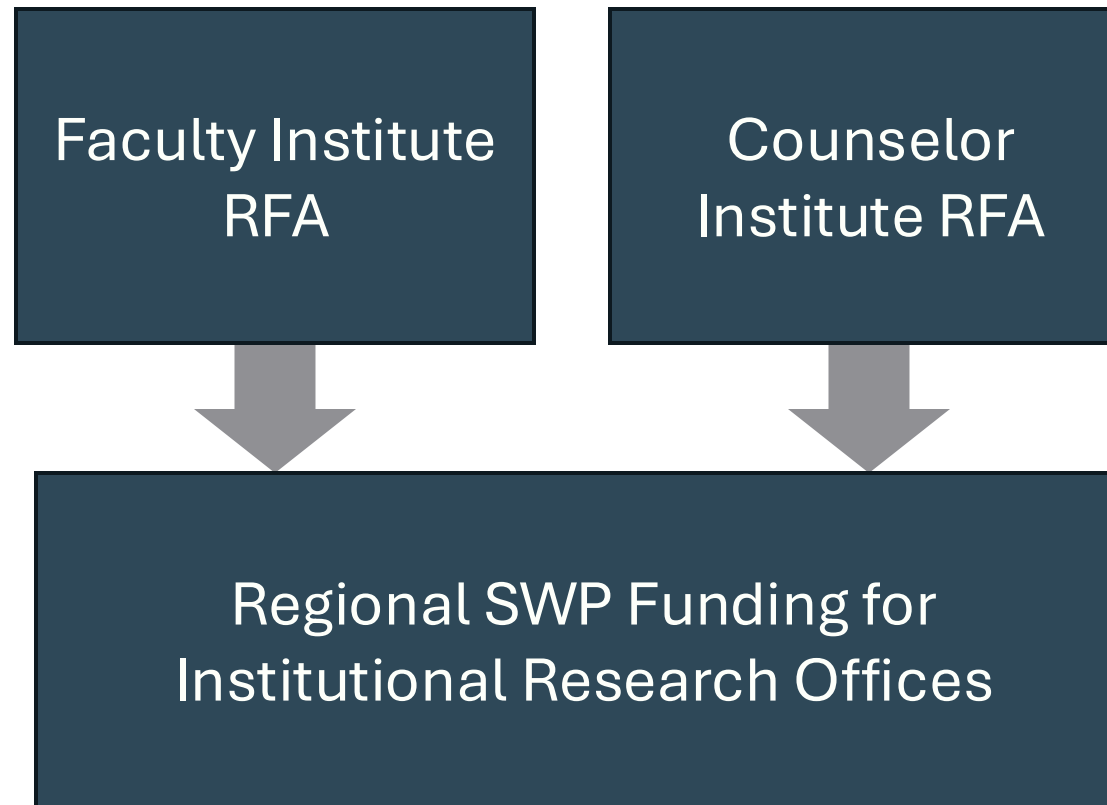 Faculty Institute
RFA
Counselor
Institute RFA
Regional SWP Funding for
Institutional Research Offices